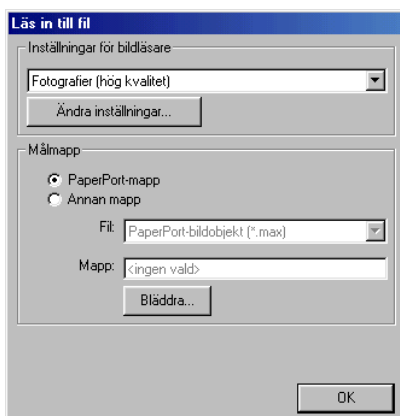 Läs in till fil
Inställningar för bildläsare
Fotografier (hög kvalitet)
Ändra inställningar...
Målmapp
PaperPort-mapp
Annan mapp
Fil: PaperPort-bildobjekt (*.max)
Mapp: <ingen vald>
Bläddra...
OK